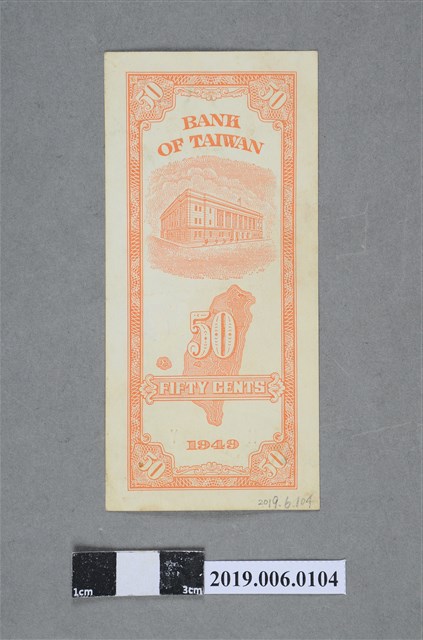 50 50
BANK
OF TAIWAN
50
FIFTY CENTS
1949
50 50
2019.6.104
1cm 3cm
2019.006.0104